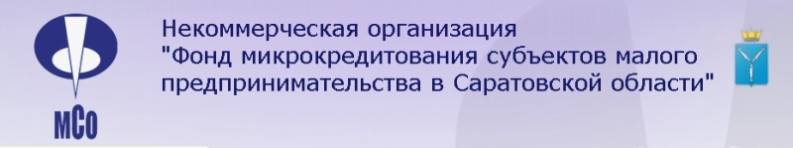 Некоммерческая организация
"Фонд микрокредитования субъектов малого
предпринимательства в Саратовской области"
мСо